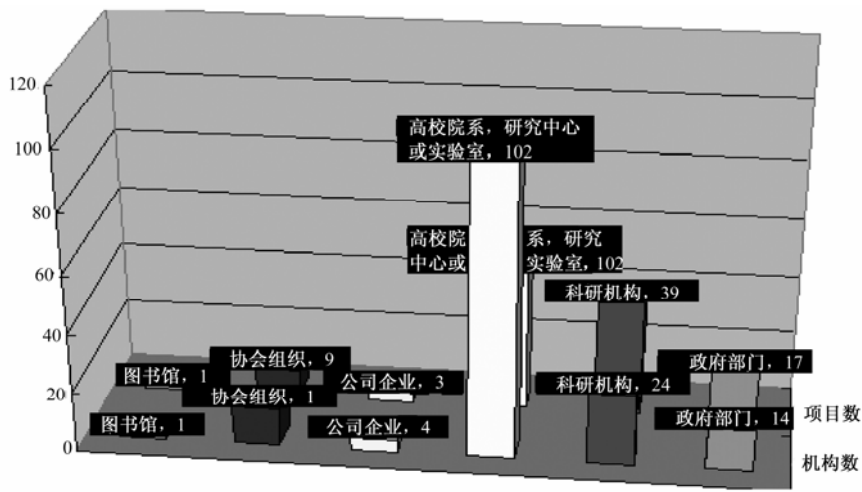 120
100
80
60
40
20
0
高校院系，研究中心
或实验室，102
高校院系，研究
中心或实验室，102
科研机构，39
协会组织，9
图书馆，1
公司企业，3
科研机构，24
政府部门，17
协会组织，1
图书馆，1
公司企业，4
政府部门，14
项目数
机构数